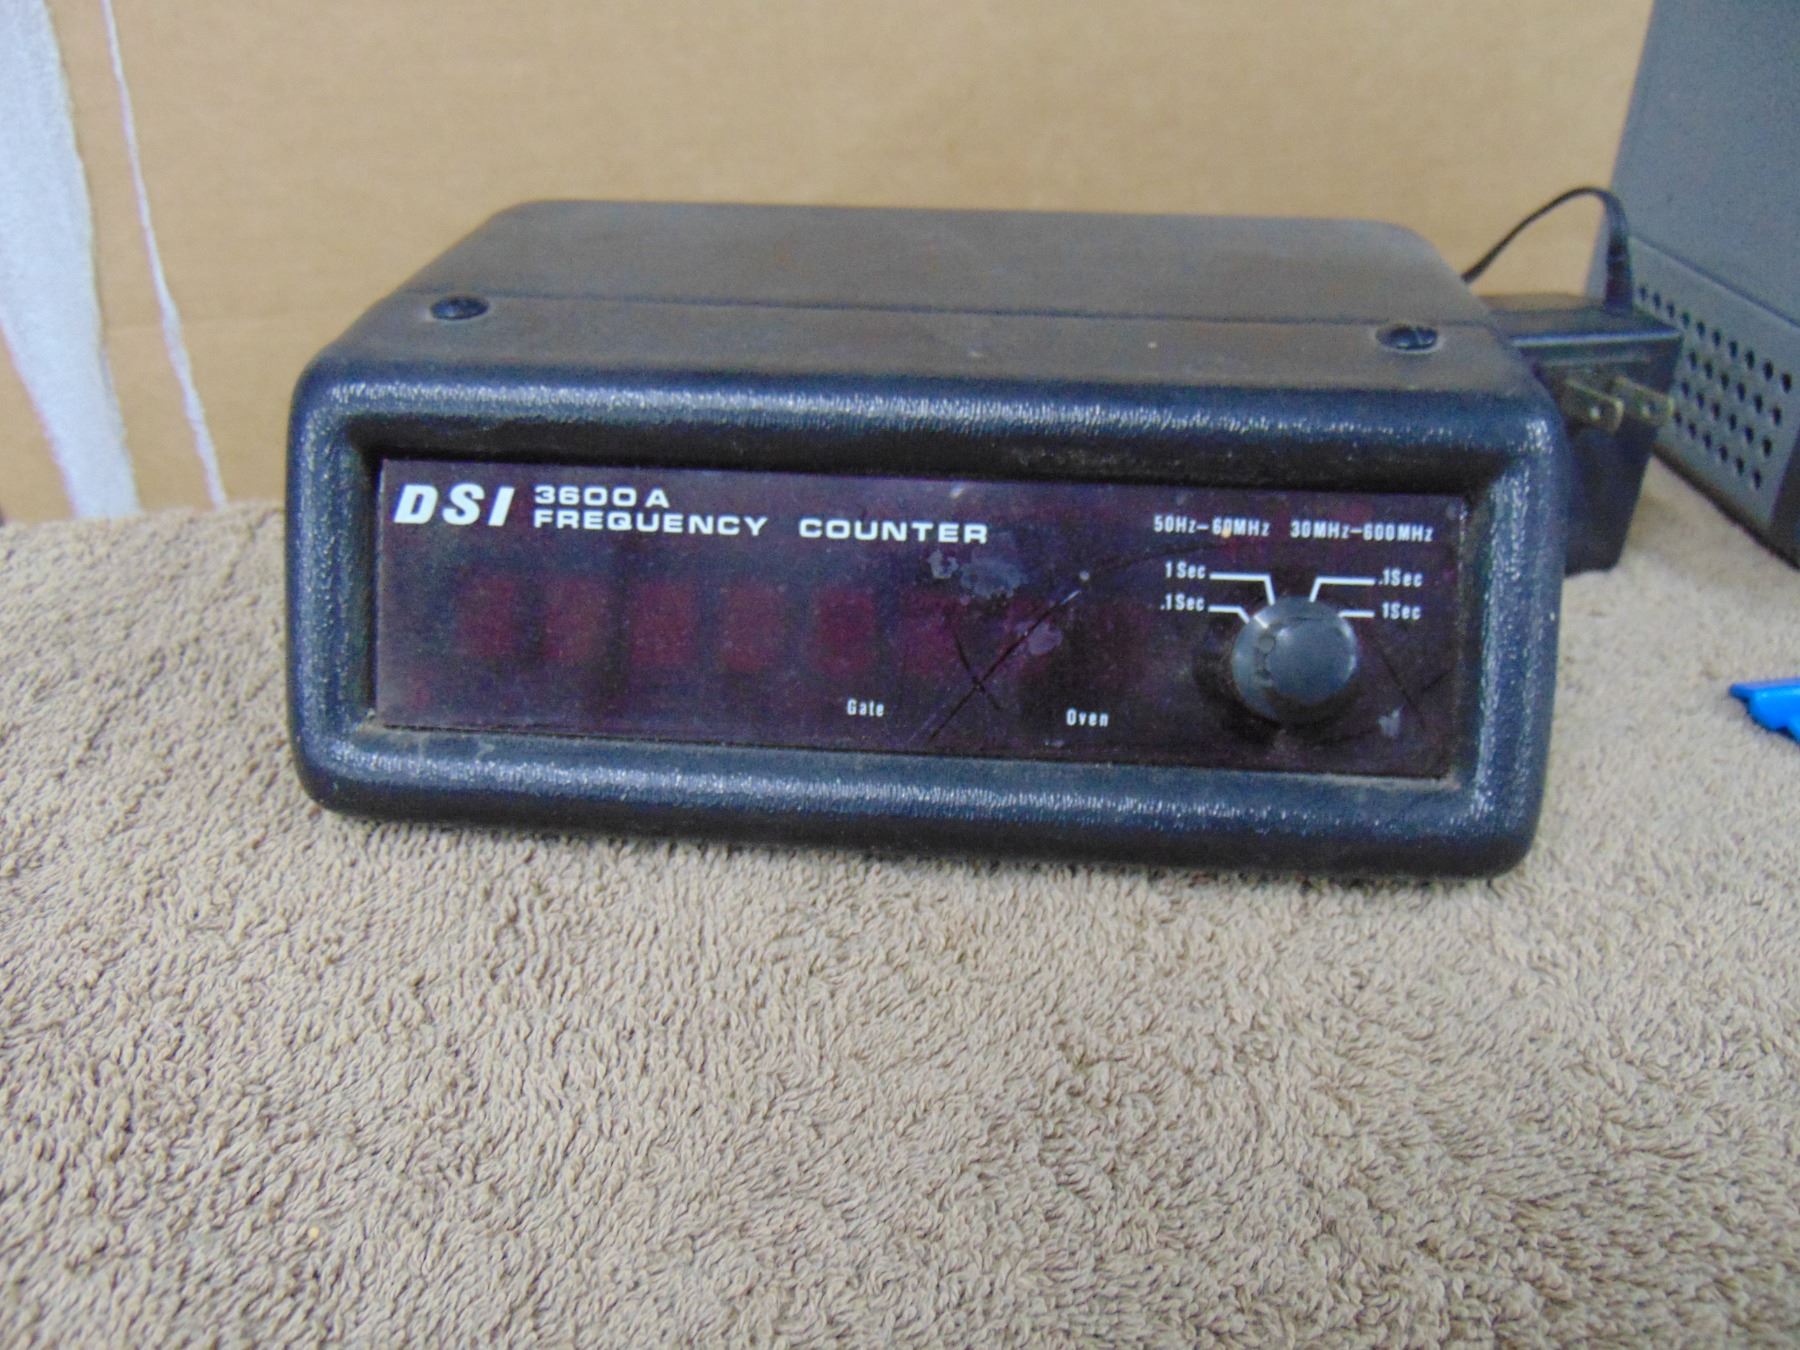 DSI 3600A
FREQUENCY COUNTER
50Hz–60MHz 30MHz–600MHz
1Sec .1Sec
.1Sec 1Sec
Gate Oven